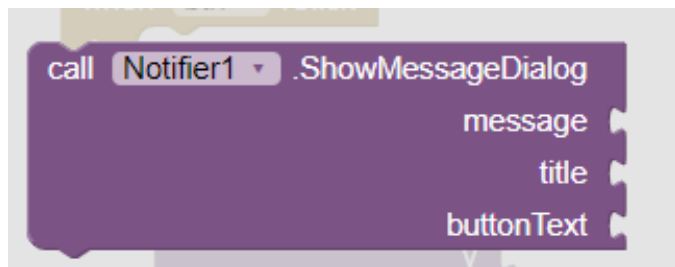 call Notifier1 .ShowMessageDialog
message
title
buttonText